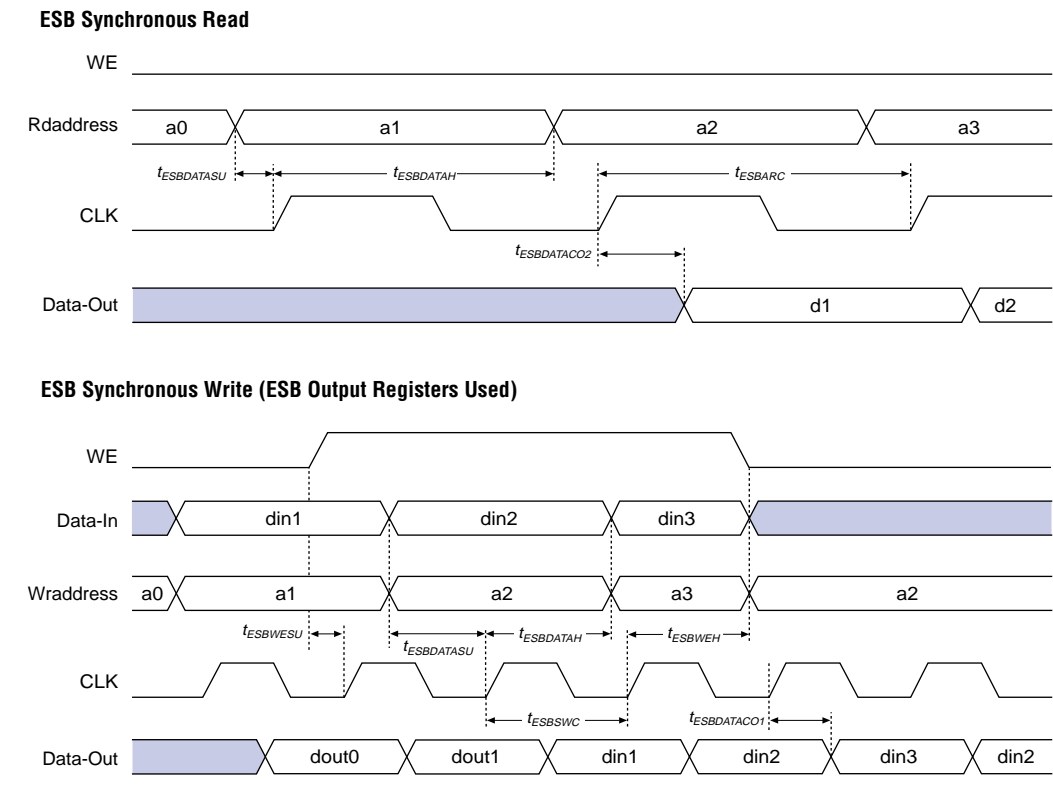 ESB Synchronous Read
WE
Rdaddress a0 a1 a2 a3
tESBDATASU tESBDATAH tESBARC
CLK
tESBDATACO2
Data-Out d1 d2
ESB Synchronous Write (ESB Output Registers Used)
WE
Data-In din1 din2 din3
Wraddress a0 a1 a2 a3 a2
tESBWESU tESBDATASU tESBDATAH tESBWEH
CLK
tESBSWC tESBDATACO1
Data-Out dout0 dout1 din1 din2 din3 din2